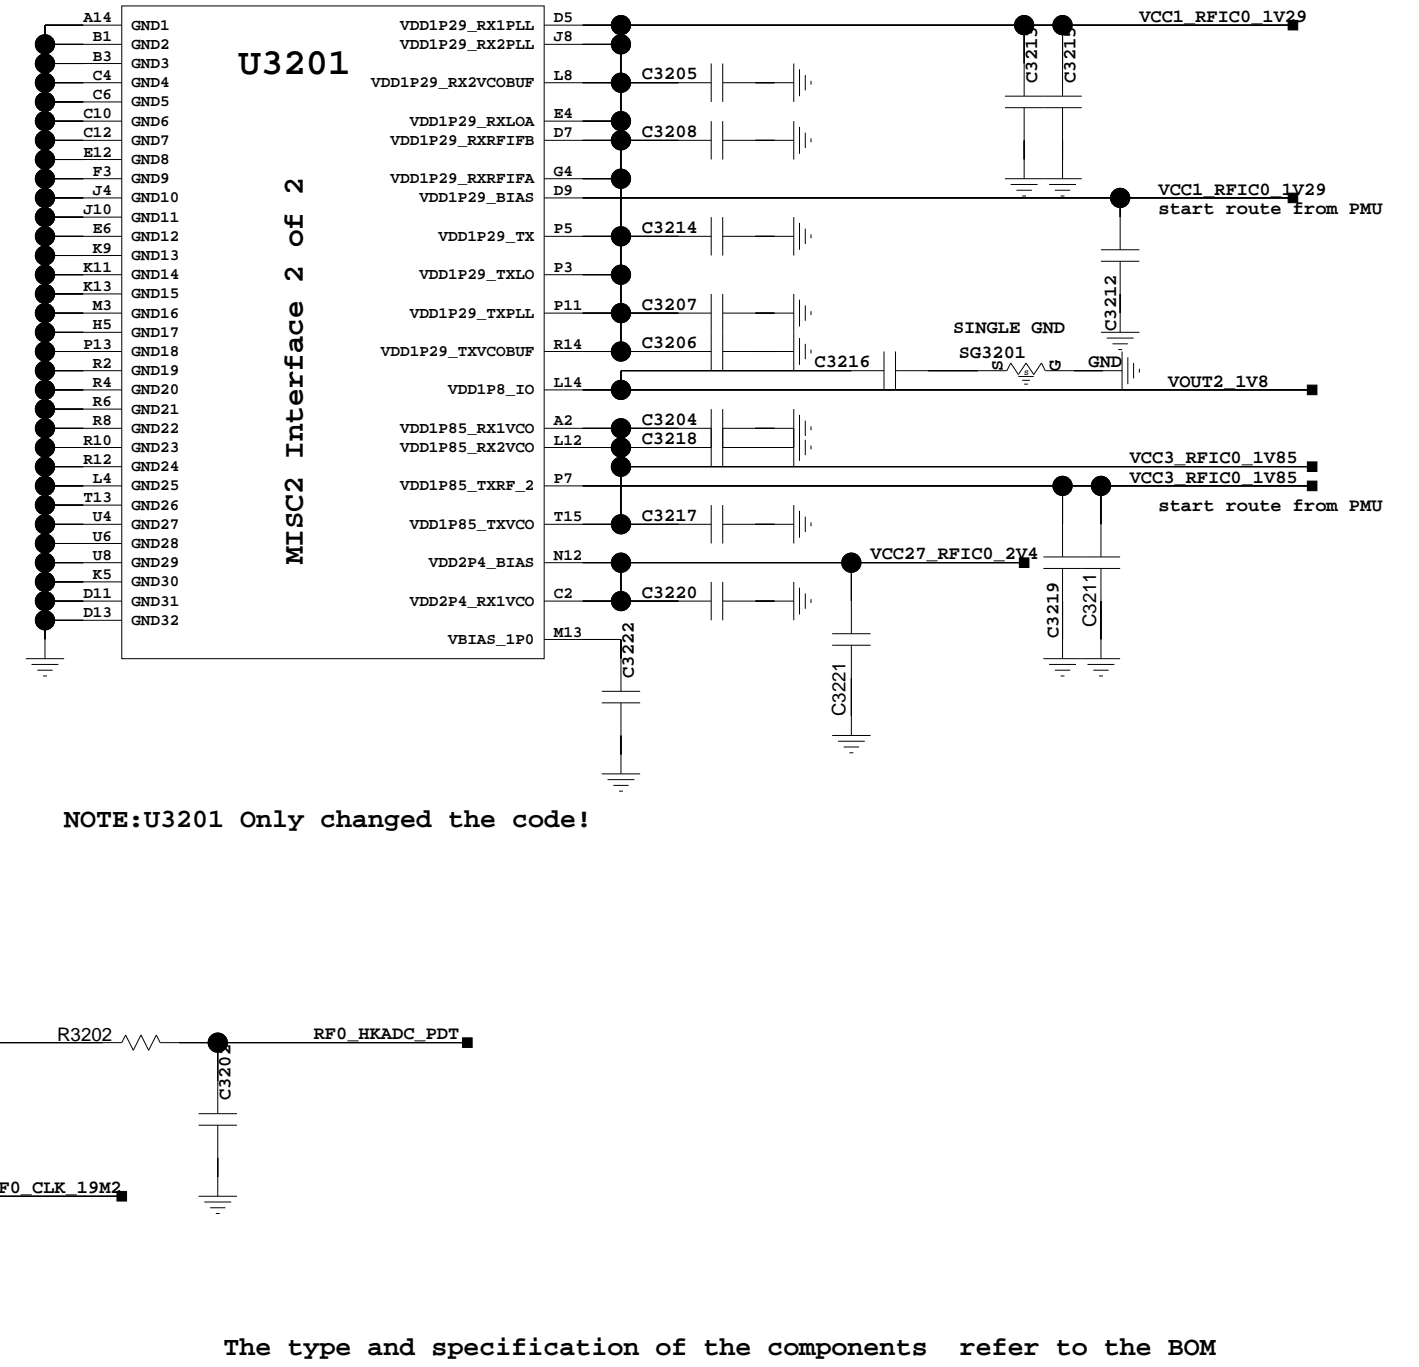 U3201
MISC2 Interface 2 of 2
A14 GND1
B1 GND2
B3 GND3
C4 GND4
C6 GND5
C10 GND6
C12 GND7
E12 GND8
F3 GND9
J4 GND10
J10 GND11
E6 GND12
K9 GND13
K11 GND14
K13 GND15
M3 GND16
H5 GND17
P13 GND18
R2 GND19
R4 GND20
R6 GND21
R8 GND22
R10 GND23
R12 GND24
L4 GND25
T13 GND26
U4 GND27
U6 GND28
U8 GND29
K5 GND30
D11 GND31
D13 GND32
VDD1P29_RX1PLL D5
VDD1P29_RX2PLL J8
VDD1P29_RX2VCOBUF L8 C3205
VDD1P29_RXLOA E4
VDD1P29_RXRFIFB D7 C3208
VDD1P29_RXRFIFA G4
VDD1P29_BIAS D9
VDD1P29_TX P5 C3214
VDD1P29_TXLO P3
VDD1P29_TXPLL P11 C3207
VDD1P29_TXVCOBUF R14 C3206
VDD1P8_IO L14
VDD1P85_RX1VCO A2 C3204
VDD1P85_RX2VCO L12 C3218
VDD1P85_TXRF_2 P7
VDD1P85_TXVCO T15 C3217
VDD2P4_BIAS N12
VDD2P4_RX1VCO C2 C3220
VBIAS_1P0 M13
C3222
VCC1_RFIC0_1V29
C3215
VCC1_RFIC0_1V29
start route from PMU
C3212
SINGLE GND
SG3201
C3216
S
s
G
GND
VOUT2_1V8
VCC3_RFIC0_1V85
VCC3_RFIC0_1V85
start route from PMU
VCC27_RFIC0_2V4
C3221
C3219
C3211
NOTE:U3201 Only changed the code!
R3202
RF0_HKADC_PDT
C3202
F0_CLK_19M2
The type and specification of the components refer to the BOM